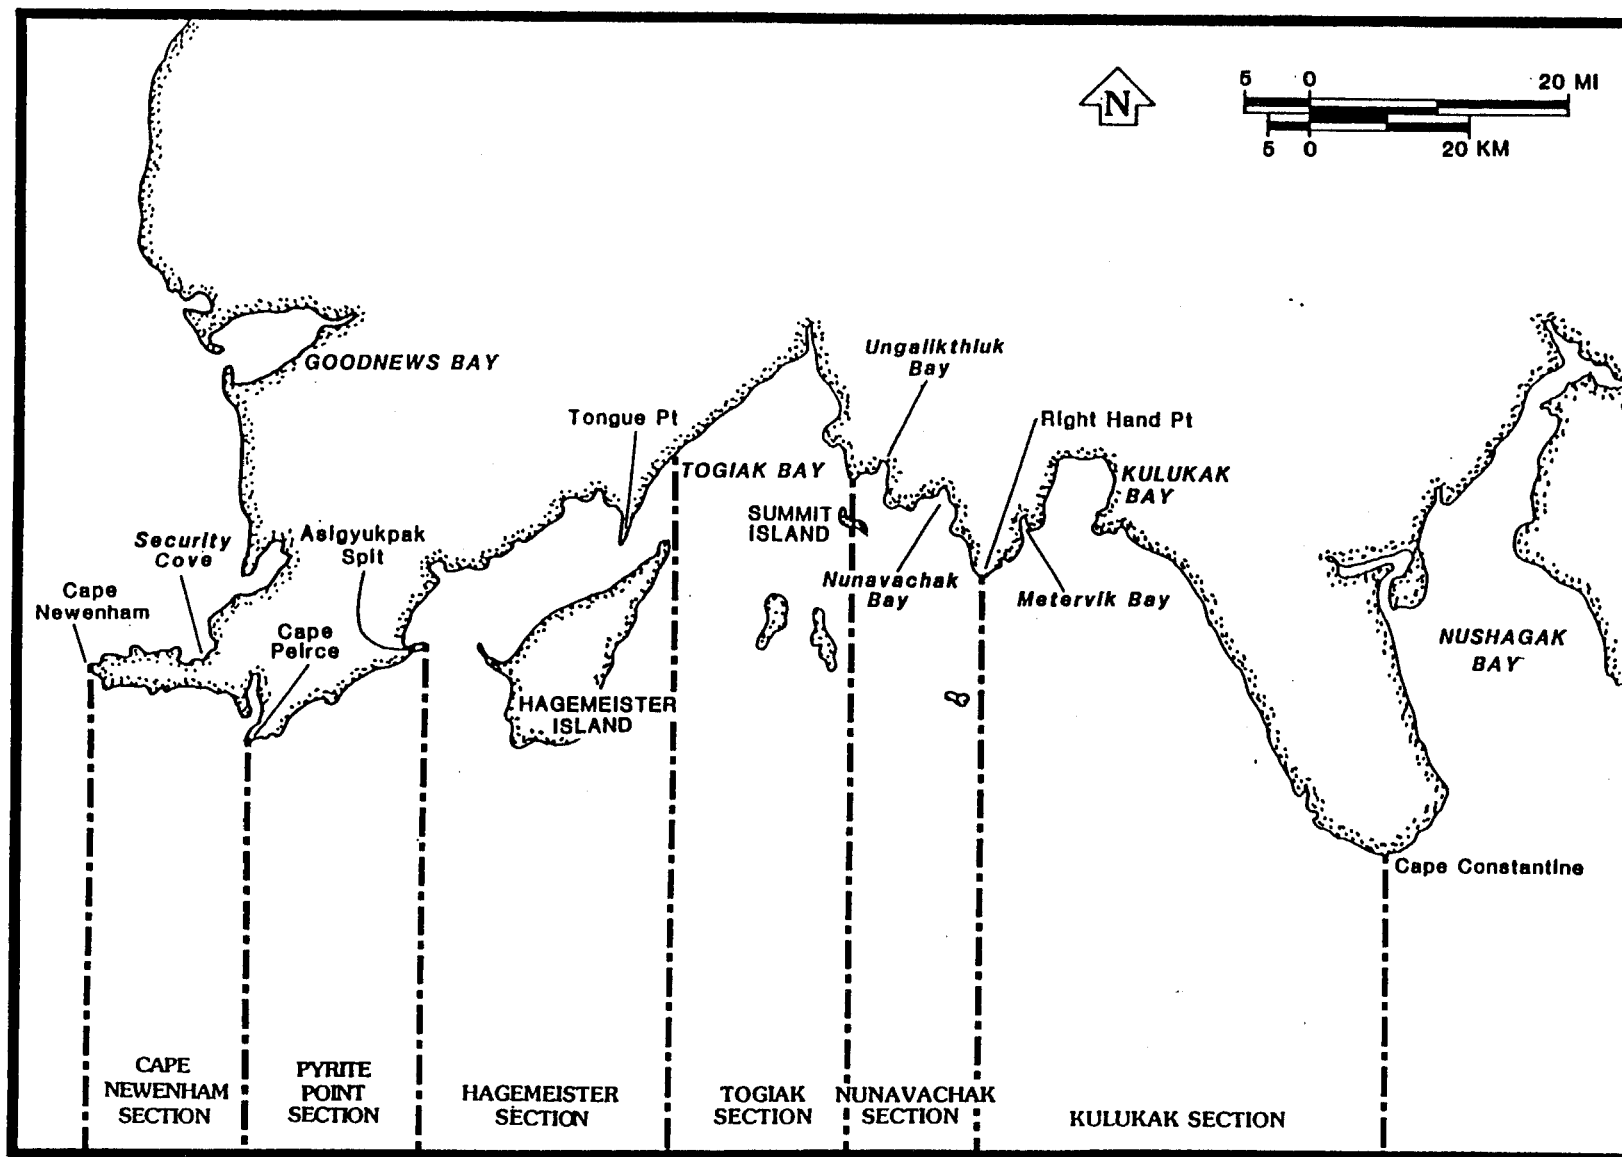 5 0 20 MI
N
5 0 20 KM
Ungalikthluk
Bay
GOODNEWS BAY
Tongue Pt
Right Hand Pt
TOGIAK BAY
KULUKAK
BAY
SUMMIT
ISLAND
Security
Cove
Asigyukpak
Spit
Cape
Newenham
Nunavachak
Bay
Metervik Bay
Cape
Peirce
NUSHAGAK
BAY
HAGEMEISTER
ISLAND
Cape Constantine
CAPE
NEWENHAM
SECTION
PYRITE
POINT
SECTION
HAGEMEISTER
SECTION
TOGIAK
SECTION
NUNAVACHAK
SECTION
KULUKAK SECTION